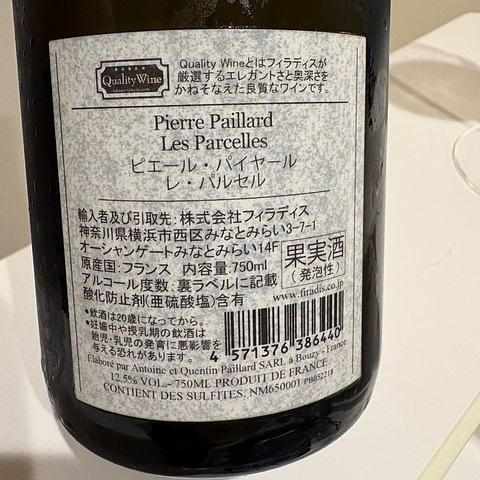 Quality Wine
Quality Wineとはフィラディスが
厳選するエレガントさと奥深さを
かねそなえた良質なワインです。
Pierre Paillard
Les Parcelles
ピエール・パイヤール
レ・パルセル
輸入者及び引取先:株式会社フィラディス
神奈川県横浜市西区みなとみらい3-7-1
オーシャンゲートみなとみらい14F
原産国:フランス 内容量:750ml
アルコール度数:裏ラベルに記載
酸化防止剤(亜硫酸塩)含有
果実酒
(発泡性)
www.firadis.com
●飲酒は20歳になってから。
●妊娠中や授乳期の飲酒は
胎児・乳児の発育に悪影響を
与える恐れがあります。
4 571376 386440
Elaboré par Antoine et Quentin Paillard SARL à Bouzy - France
12,5% VOL.- 750ML PRODUIT DE FRANCE
CONTIENT DES SULFITES, NM650001 PB052218